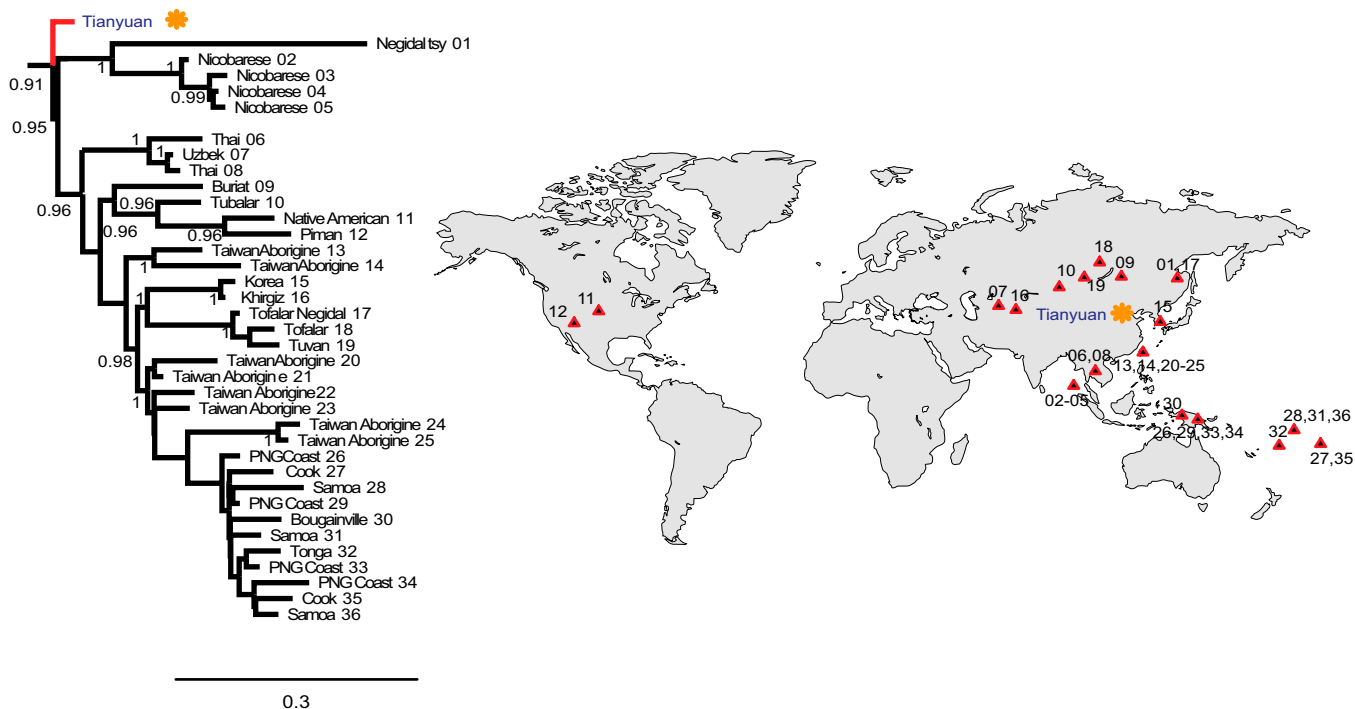 Tianyuan
Negidaltsy 01
Nicobarese 02
Nicobarese 03
Nicobarese 04
Nicobarese 05
Thai 06
Uzbek 07
Thai 08
Buriat 09
Tubalar 10
Native American 11
Piman 12
TaiwanAborigine 13
TaiwanAborigine 14
Korea 15
Khirgiz 16
Tofalar Negidal 17
Tofalar 18
Tuvan 19
TaiwanAborigine 20
Taiwan Aborigine 21
Taiwan Aborigine22
Taiwan Aborigine 23
Taiwan Aborigine 24
Taiwan Aborigine 25
PNGCoast 26
Cook 27
Samoa 28
PNG Coast 29
Bougainville 30
Samoa 31
Tonga 32
PNG Coast 33
PNG Coast 34
Cook 35
Samoa 36
0.91
0.95
1
1
0.99
1
1
0.96
0.96
0.96
0.96
1
1
1
0.98
1
1
0.3
18
10
19
09
01,17
07
16
Tianyuan
15
11
12
06,08
13,14,20-25
02-05
30
26,29,33,34
28,31,36
32
27,35